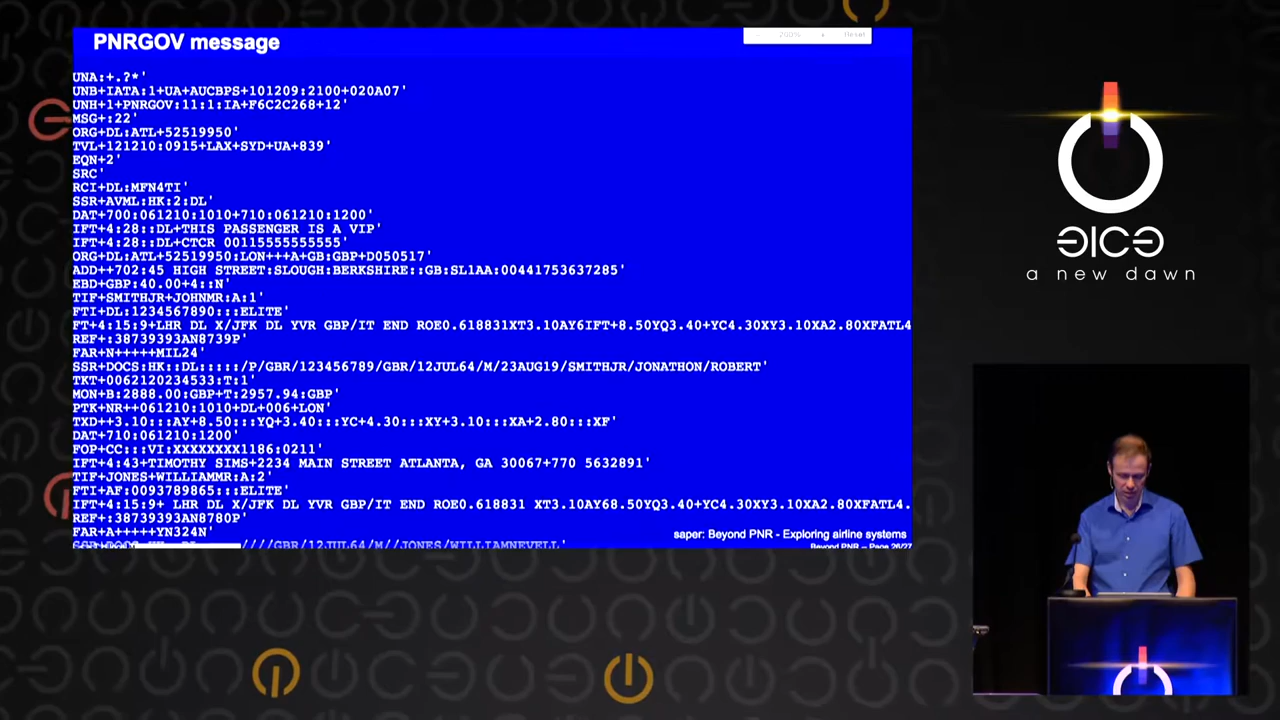 PNRGOV message
- 200% + Reset
UNA:+.?*'
UNB+IATA:1+UA+AUCBPS+101209:2100+020A07'
UNH+1+PNRGOV:11:1:IA+F6C2C268+12'
MSG+:22'
ORG+DL:ATL+52519950'
TVL+121210:0915+LAX+SYD+UA+839'
EQN+2'
SRC'
RCI+DL:MFN4TI'
SSR+AVML:HK:2:DL'
DAT+700:061210:1010+710:061210:1200'
IFT+4:28::DL+THIS PASSENGER IS A VIP'
IFT+4:28::DL+CTCR 00115555555555'
ORG+DL:ATL+52519950:LON+++A+GB:GBP+D050517'
ADD++702:45 HIGH STREET:SLOUGH:BERKSHIRE::GB:SL1AA:00441753637285'
EBD+GBP:40.00+4::N'
TIF+SMITHJR+JOHNMR:A:1'
FTI+DL:1234567890:::ELITE'
FT+4:15:9+LHR DL X/JFK DL YVR GBP/IT END ROE0.618831XT3.10AY6IFT+8.50YQ3.40+YC4.30XY3.10XA2.80XFATL4
REF+:38739393AN8739P'
FAR+N+++++MIL24'
SSR+DOCS:HK::DL:::::/P/GBR/123456789/GBR/12JUL64/M/23AUG19/SMITHJR/JONATHON/ROBERT'
TKT+0062120234533:T:1'
MON+B:2888.00:GBP+T:2957.94:GBP'
PTK+NR++061210:1010+DL+006+LON'
TXD++3.10:::AY+8.50:::YQ+3.40:::YC+4.30:::XY+3.10:::XA+2.80:::XF'
DAT+710:061210:1200'
FOP+CC:::VI:XXXXXXXX1186:0211'
IFT+4:43+TIMOTHY SIMS+2234 MAIN STREET ATLANTA, GA 30067+770 5632891'
TIF+JONES+WILLIAMMR:A:2'
FTI+AF:0093789865:::ELITE'
IFT+4:15:9+ LHR DL X/JFK DL YVR GBP/IT END ROE0.618831 XT3.10AY68.50YQ3.40+YC4.30XY3.10XA2.80XFATL4.
REF+:38739393AN8780P'
FAR+A+++++YN324N'
////GBR/12JUL64/M//JONES/WILLIAMNEVELL'
saper: Beyond PNR - Exploring airline systems
Beyond PNR -- Page 26/27
a new dawn